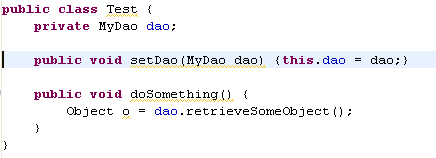 public class Test {
    private MyDao dao;
    public void setDao(MyDao dao) {this.dao = dao;}
    public void doSomething() {
        Object o = dao.retrieveSomeObject();
    }
}